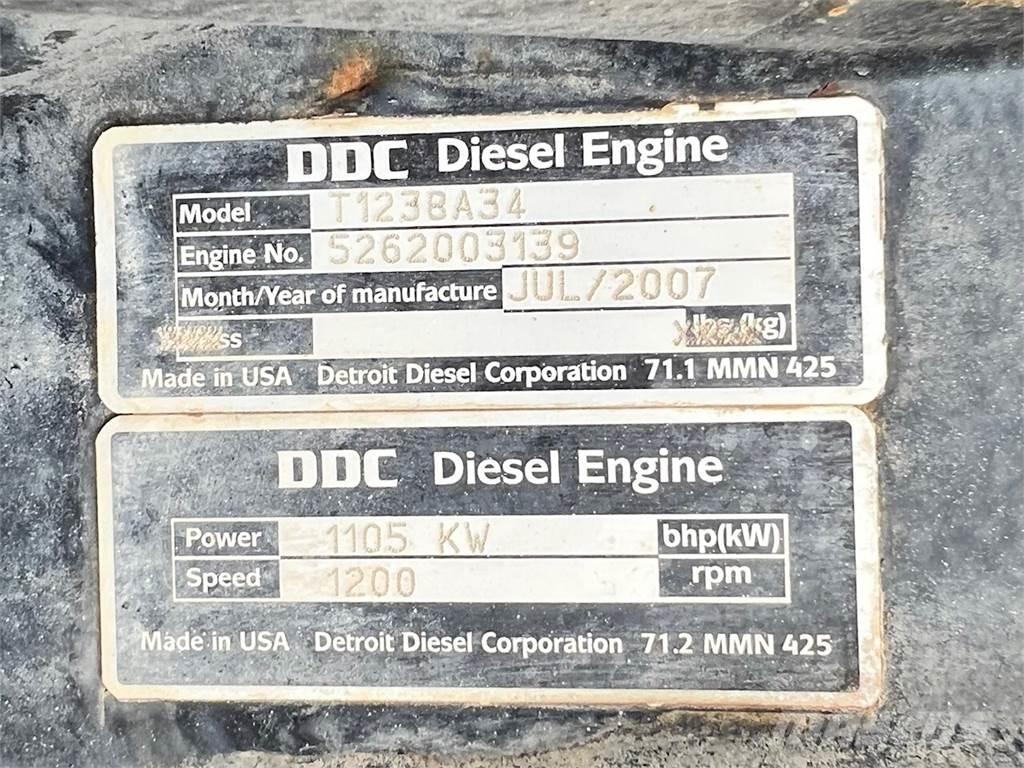 DDC Diesel Engine
Model T1238A34
Engine No. 5262003139
Month/Year of manufacture JUL/2007
lbs (kg)
Made in USA Detroit Diesel Corporation 71.1 MMN 425
DDC Diesel Engine
Power 1105 KW bhp(kW)
Speed 1200 rpm
Made in USA Detroit Diesel Corporation 71.2 MMN 425